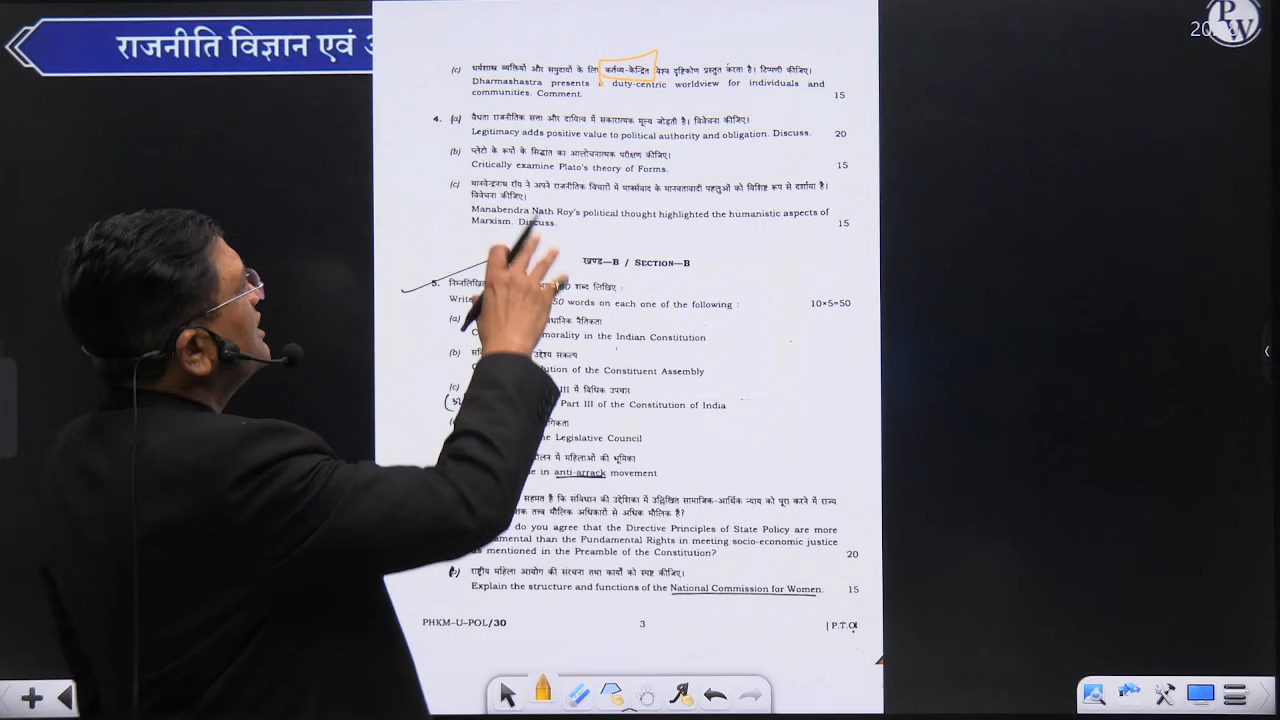 राजनीति विज्ञान एवं
PW
(c) धर्मशास्त्र व्यक्तियों और समुदायों के लिए कर्तव्य-केन्द्रित विश्व दृष्टिकोण प्रस्तुत करता है। टिप्पणी कीजिए।
Dharmashastra presents a duty-centric worldview for individuals and
communities. Comment. 15
4. (a) वैधता राजनीतिक सत्ता और दायित्व में सकारात्मक मूल्य जोड़ती है। विवेचना कीजिए।
Legitimacy adds positive value to political authority and obligation. Discuss. 20
(b) प्लेटो के रूपों के सिद्धांत का आलोचनात्मक परीक्षण कीजिए।
Critically examine Plato's theory of Forms. 15
(c) मानवेन्द्रनाथ रॉय ने अपने राजनीतिक विचारों में मार्क्सवाद के मानवतावादी पहलुओं को विशिष्ट रूप से दर्शाया है।
विवेचना कीजिए।
Manabendra Nath Roy's political thought highlighted the humanistic aspects of
Marxism. Discuss. 15
खण्ड—B / SECTION—B
5. निम्नलिखित शब्द लिखिए :
Write 50 words on each one of the following : 10×5=50
(a) नैतिकता
morality in the Indian Constitution
(b) उद्देश्य संकल्प
of the Constituent Assembly
(c) III में विधिक उपचार
Part III of the Constitution of India
the Legislative Council
आंदोलन में महिलाओं की भूमिका
in anti-arrack movement
सहमत हैं कि संविधान की उद्देशिका में उल्लिखित सामाजिक-आर्थिक न्याय को पूरा करने में राज्य
तत्त्व मौलिक अधिकारों से अधिक मौलिक हैं?
do you agree that the Directive Principles of State Policy are more
than the Fundamental Rights in meeting socio-economic justice
as mentioned in the Preamble of the Constitution? 20
(b) राष्ट्रीय महिला आयोग की संरचना तथा कार्यों को स्पष्ट कीजिए।
Explain the structure and functions of the National Commission for Women. 15
PHKM-U-POL/30 3 [ P.T.O.